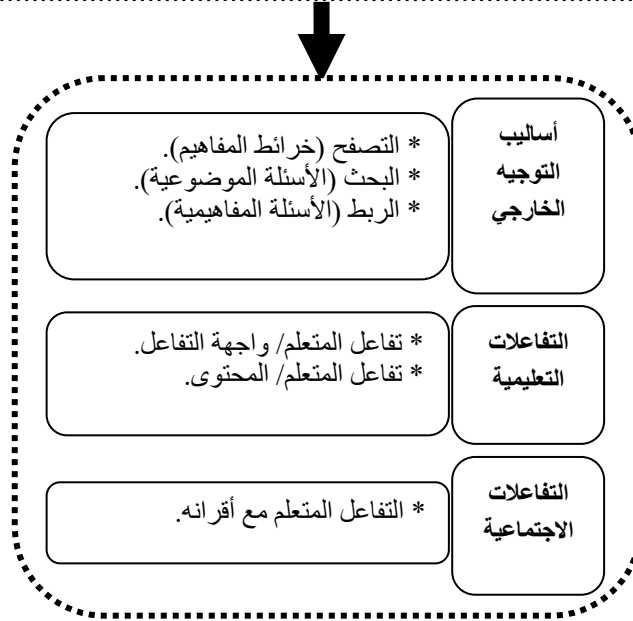 أساليب
التوجيه
الخارجي
* التصفح (خرائط المفاهيم).
* البحث (الأسئلة الموضوعية).
* الربط (الأسئلة المفاهيمية).
التفاعلات
التعليمية
* تفاعل المتعلم/ واجهة التفاعل.
* تفاعل المتعلم/ المحتوى.
التفاعلات
الاجتماعية
* التفاعل المتعلم مع أقرانه.